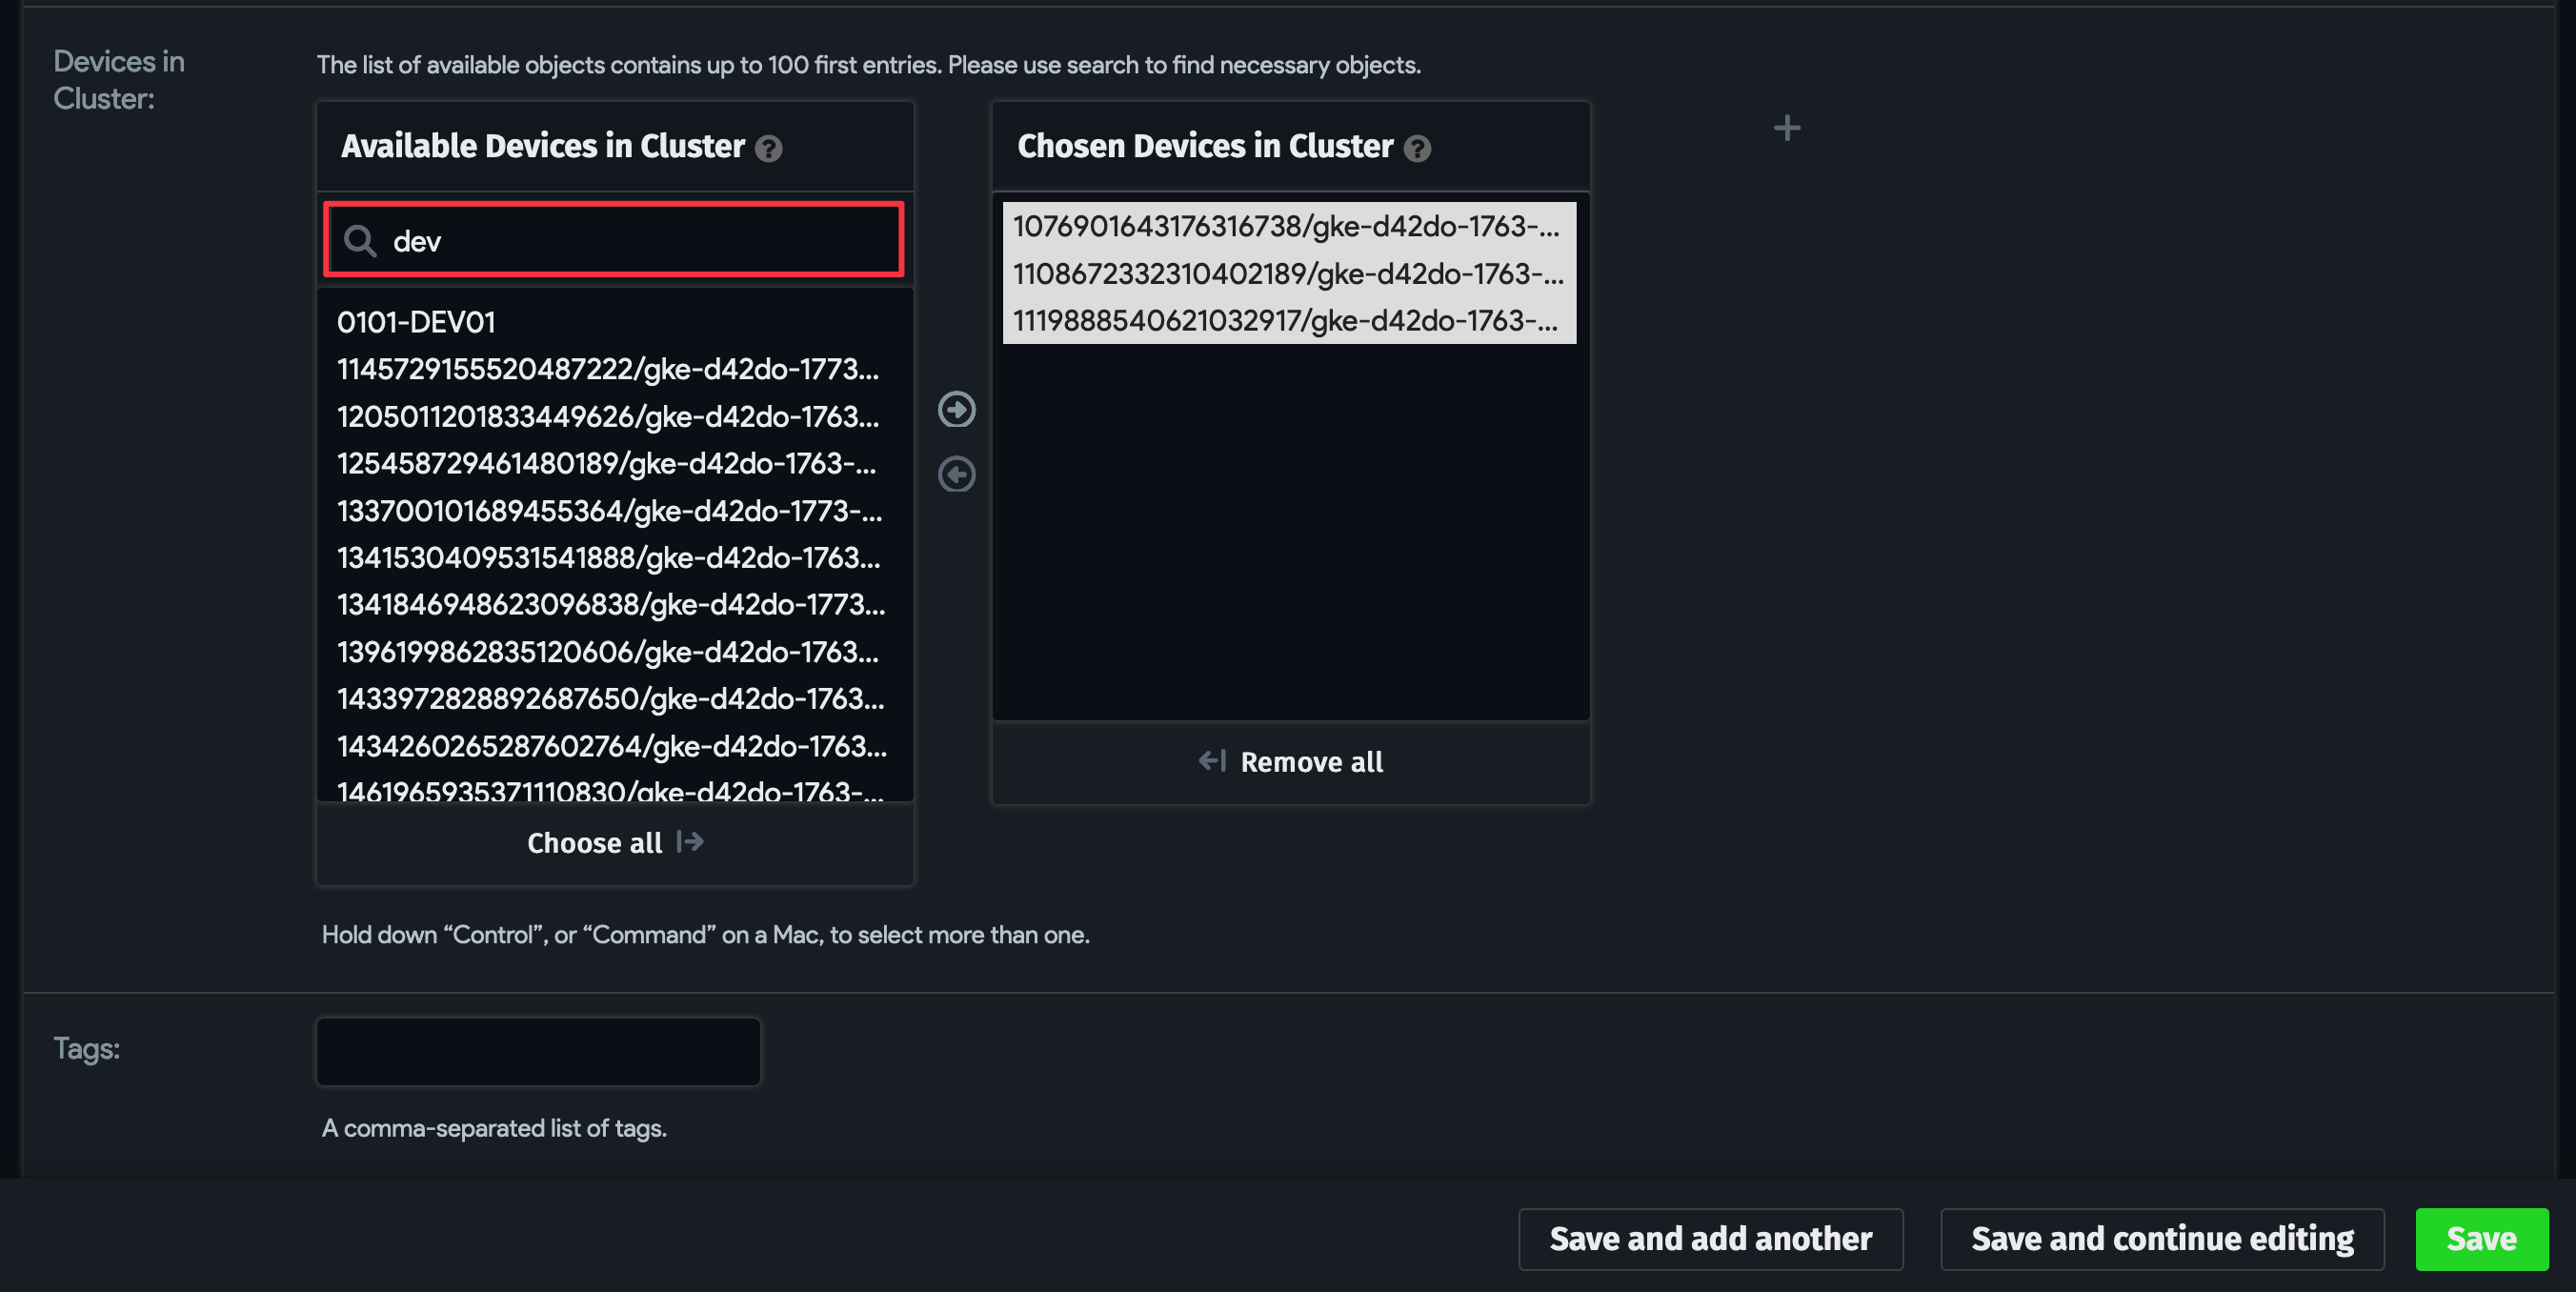 Devices in
Cluster:
The list of available objects contains up to 100 first entries. Please use search to find necessary objects.
Available Devices in Cluster ?
dev
0101-DEV01
1145729155520487222/gke-d42do-1773...
1205011201833449626/gke-d42do-1763...
125458729461480189/gke-d42do-1763-...
133700101689455364/gke-d42do-1773-...
1341530409531541888/gke-d42do-1763...
1341846948623096838/gke-d42do-1773...
1396199862835120606/gke-d42do-1763...
1433972828892687650/gke-d42do-1763...
1434260265287602764/gke-d42do-1763...
1461965935371110830/gke-d42do-1763-...
Choose all
Chosen Devices in Cluster ?
1076901643176316738/gke-d42do-1763-...
1108672332310402189/gke-d42do-1763-...
1119888540621032917/gke-d42do-1763-...
Remove all
Hold down “Control”, or “Command” on a Mac, to select more than one.
Tags:
A comma-separated list of tags.
Save and add another
Save and continue editing
Save